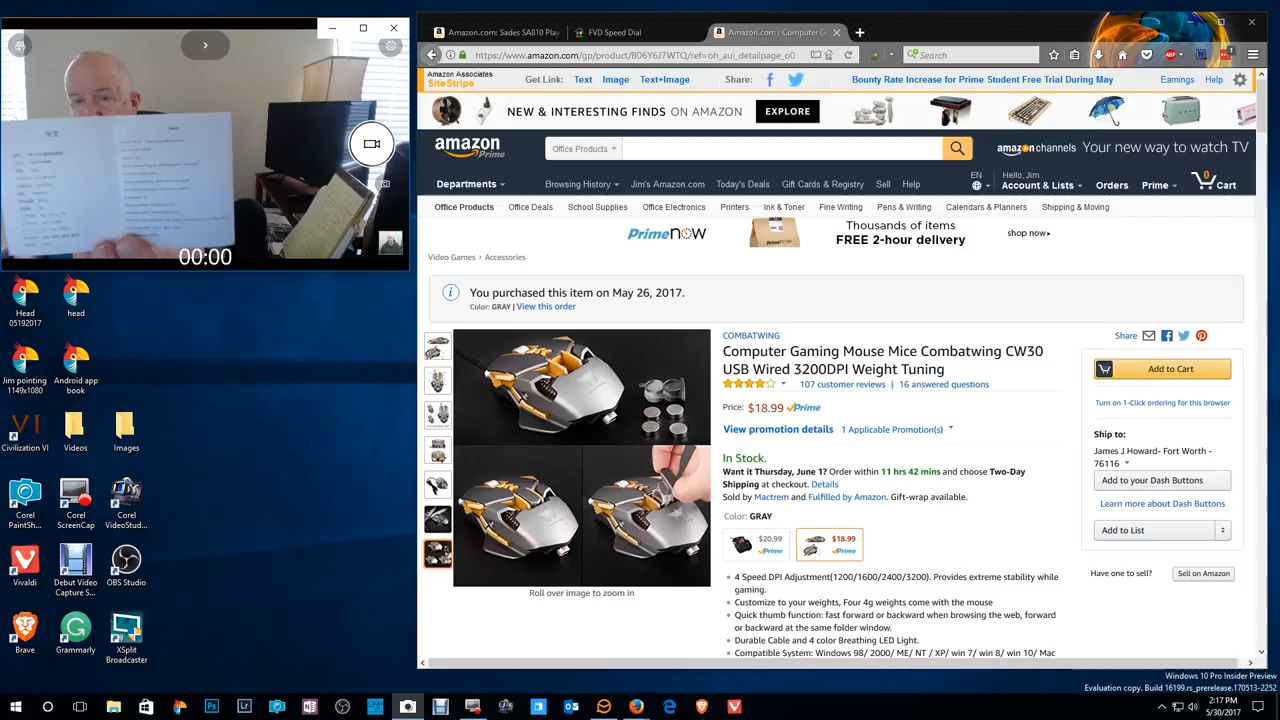 中文
00:00
Head
05192017
head
Jim pointing
1149x1080
Android app
book
VI
Civilization VI
Videos
Images
Corel
PaintSh...
Corel
ScreenCap
Corel
VideoStud...
Vivaldi
Debut Video
Capture S...
OBS Studio
Brave
Grammarly
XSplit
Broadcaster
Amazon.com: Sades SA810 Play
FVD Speed Dial
Amazon.com : Computer G
https://www.amazon.com/gp/product/B06Y6J7WTQ/ref=oh_aui_detailpage_o0
Search
Amazon Associates
SiteStripe
Get Link: Text Image Text+Image
Share:
Bounty Rate Increase for Prime Student Free Trial During May
Earnings Help
NEW & INTERESTING FINDS ON AMAZON EXPLORE
amazon
Prime
Office Products
amazon channels Your new way to watch TV
Departments
Browsing History Jim's Amazon.com Today's Deals Gift Cards & Registry Sell Help
EN
Hello, Jim
Account & Lists Orders Prime 0 Cart
Office Products Office Deals School Supplies Office Electronics Printers Ink & Toner Fine Writing Pens & Writing Calendars & Planners Shipping & Moving
PrimeNOW
Thousands of items
FREE 2-hour delivery
shop now
Video Games › Accessories
You purchased this item on May 26, 2017.
Color: GRAY | View this order
COMBATWING
Computer Gaming Mouse Mice Combatwing CW30
USB Wired 3200DPI Weight Tuning
107 customer reviews | 16 answered questions
Price: $18.99 Prime
View promotion details 1 Applicable Promotion(s)
In Stock.
Want it Thursday, June 1? Order within 11 hrs 42 mins and choose Two-Day
Shipping at checkout. Details
Sold by Mactrem and Fulfilled by Amazon. Gift-wrap available.
Color: GRAY
$20.99
Prime
$18.99
Prime
• 4 Speed DPI Adjustment(1200/1600/2400/3200). Provides extreme stability while
gaming.
• Customize to your weights, Four 4g weights come with the mouse
• Quick thumb function: fast forward or backward when browsing the web, forward
or backward at the same folder window.
• Durable Cable and 4 color Breathing LED Light.
• Compatible System: Windows 98/ 2000/ ME/ NT / XP/ win 7/ win 8/ win 10/ Mac
Roll over image to zoom in
Share
Add to Cart
Turn on 1-Click ordering for this browser
Ship to:
James J Howard- Fort Worth -
76116
Add to your Dash Buttons
Learn more about Dash Buttons
Add to List
Have one to sell? Sell on Amazon
Windows 10 Pro Insider Preview
Evaluation copy. Build 16199.rs_prerelease.170513-2252
2:17 PM
5/30/2017